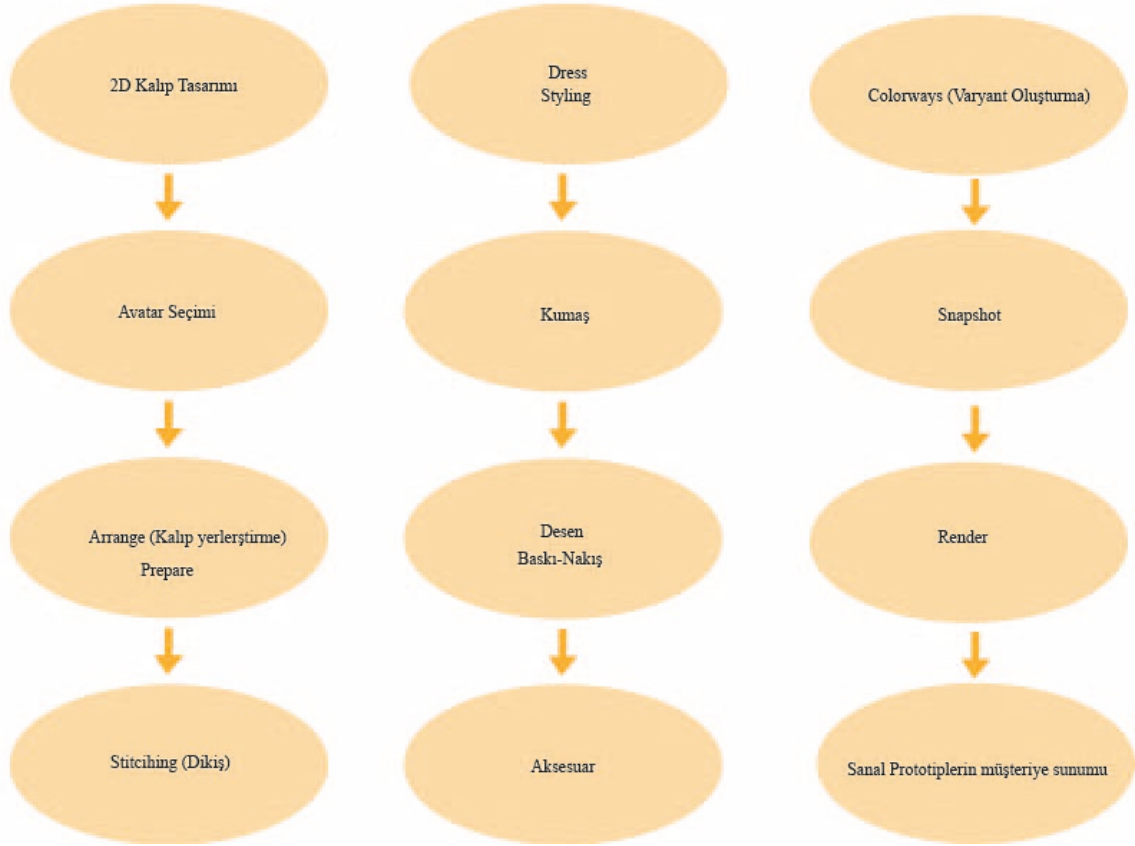 2D Kalıp Tasarımı
Avatar Seçimi
Arrange (Kalıp yerlerştirme)
Prepare
Stitcihing (Dikiş)
Dress
Styling
Kumaş
Desen
Baskı-Nakış
Aksesuar
Colorways (Varyant Oluşturma)
Snapshot
Render
Sanal Prototiplerin müşteriye sunumu